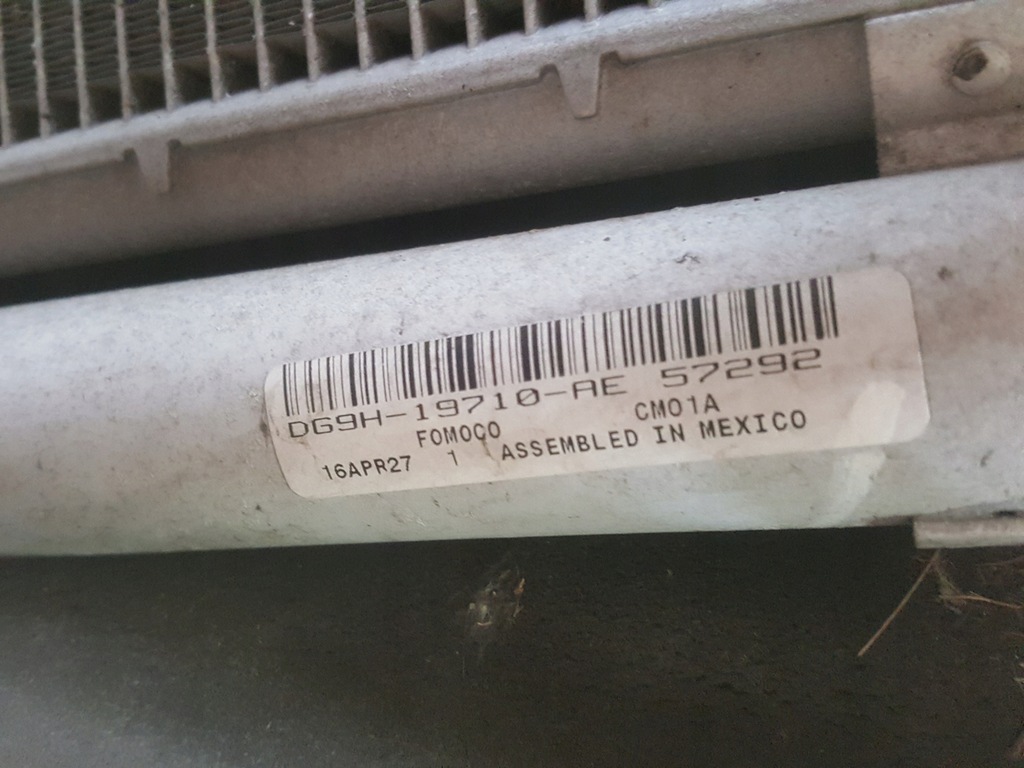 DG9H-19710-AE 57292
FOMOCO CM01A
16APR27 1 ASSEMBLED IN MEXICO